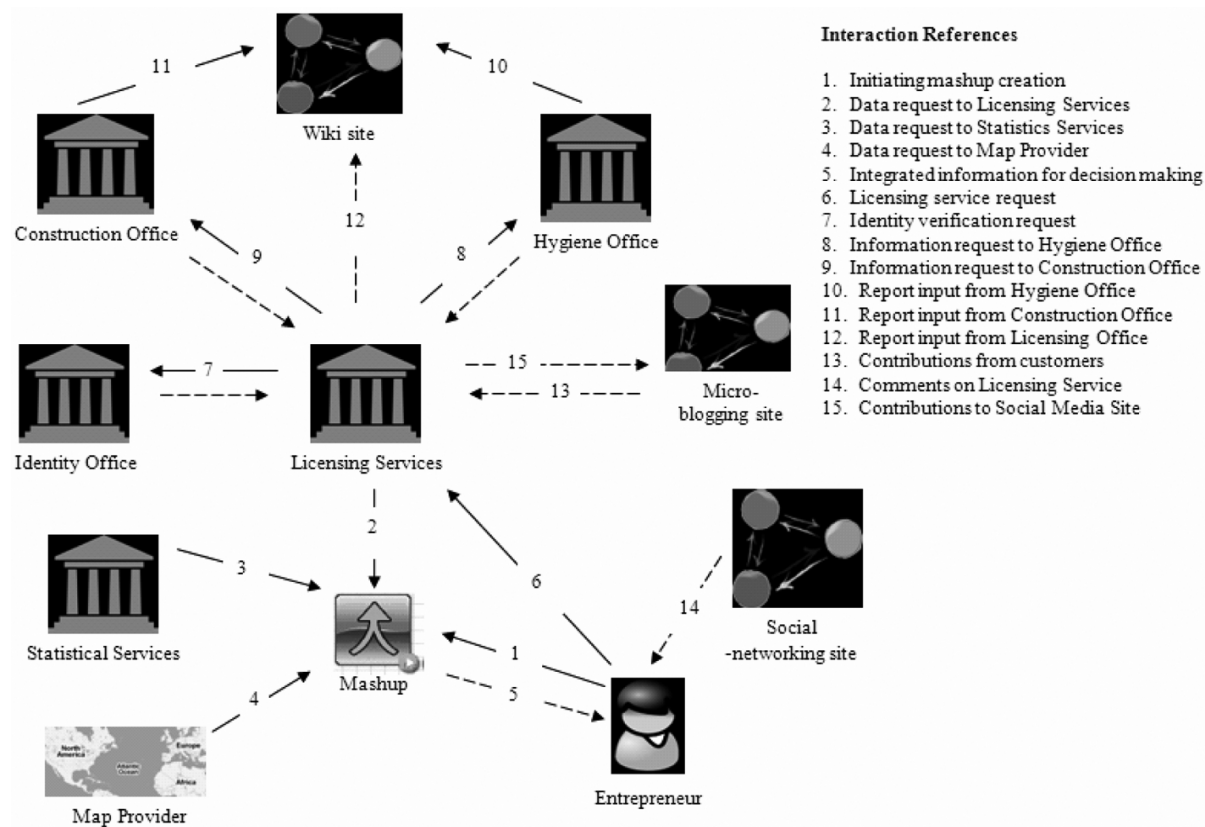 11
10
Wiki site
12
Construction Office
Hygiene Office
9
8
7
15
13
Micro-
blogging site
Identity Office
Licensing Services
2
3
6
14
Statistical Services
Social
-networking site
1
Mashup
5
4
North
America
Atlantic
Ocean
Europe
Africa
Entrepreneur
Map Provider
Interaction References
1. Initiating mashup creation
2. Data request to Licensing Services
3. Data request to Statistics Services
4. Data request to Map Provider
5. Integrated information for decision making
6. Licensing service request
7. Identity verification request
8. Information request to Hygiene Office
9. Information request to Construction Office
10. Report input from Hygiene Office
11. Report input from Construction Office
12. Report input from Licensing Office
13. Contributions from customers
14. Comments on Licensing Service
15. Contributions to Social Media Site